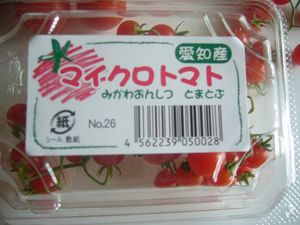 愛知産
マイクロトマト
みかわおんしつ とまとぶ
紙
シール、敷紙
No.26
4 562239 050028